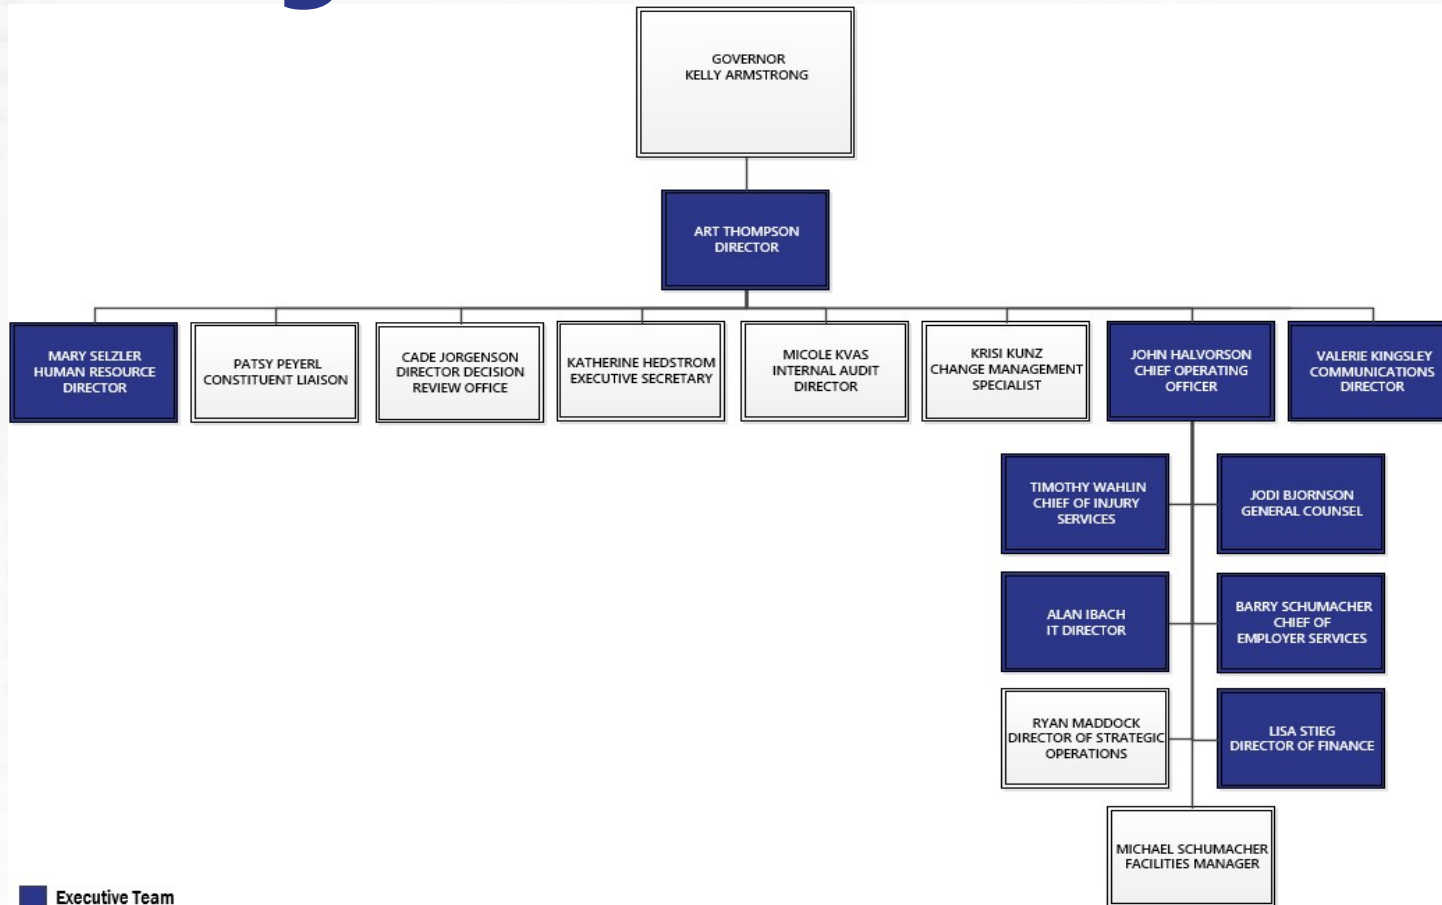 GOVERNOR
KELLY ARMSTRONG
ART THOMPSON
DIRECTOR
MARY SELZLER
HUMAN RESOURCE
DIRECTOR
PATSY PEYERL
CONSTITUENT LIAISON
CADE JORGENSON
DIRECTOR DECISION
REVIEW OFFICE
KATHERINE HEDSTROM
EXECUTIVE SECRETARY
MICOLE KVAS
INTERNAL AUDIT
DIRECTOR
KRISI KUNZ
CHANGE MANAGEMENT
SPECIALIST
JOHN HALVORSON
CHIEF OPERATING
OFFICER
VALERIE KINGSLEY
COMMUNICATIONS
DIRECTOR
TIMOTHY WAHLIN
CHIEF OF INJURY
SERVICES
JODI BJORNSON
GENERAL COUNSEL
ALAN IBACH
IT DIRECTOR
BARRY SCHUMACHER
CHIEF OF
EMPLOYER SERVICES
RYAN MADDOCK
DIRECTOR OF STRATEGIC
OPERATIONS
LISA STIEG
DIRECTOR OF FINANCE
MICHAEL SCHUMACHER
FACILITIES MANAGER
Executive Team